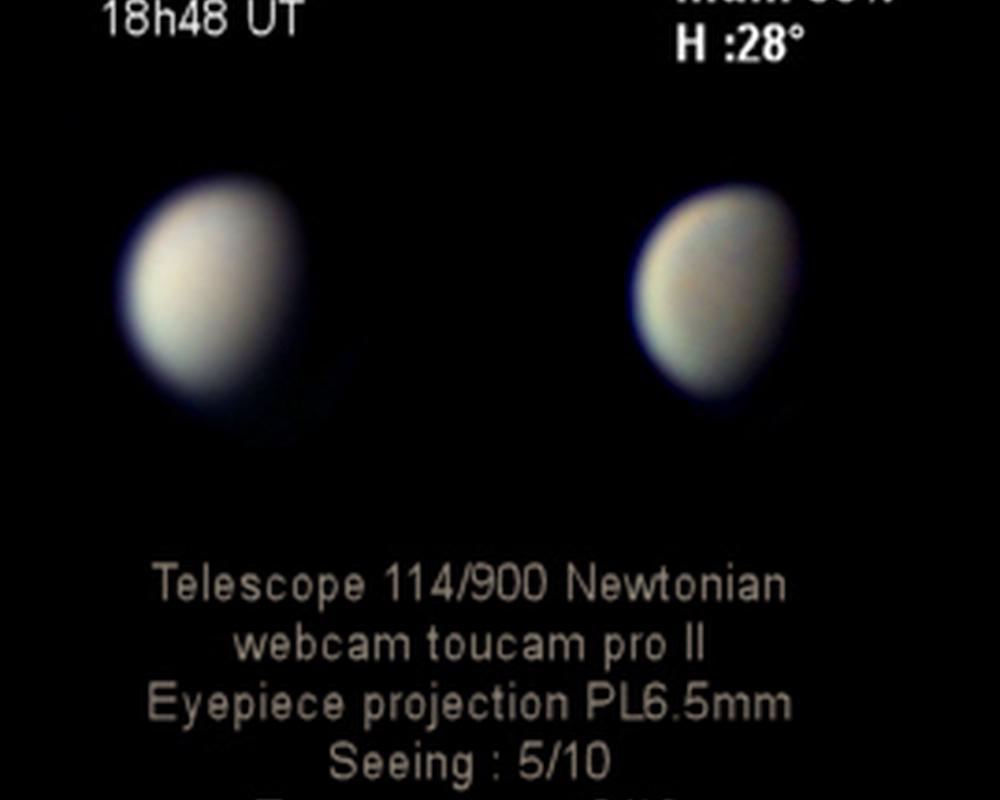 18h48 UT
H :28°
Telescope 114/900 Newtonian
webcam toucam pro II
Eyepiece projection PL6.5mm
Seeing : 5/10